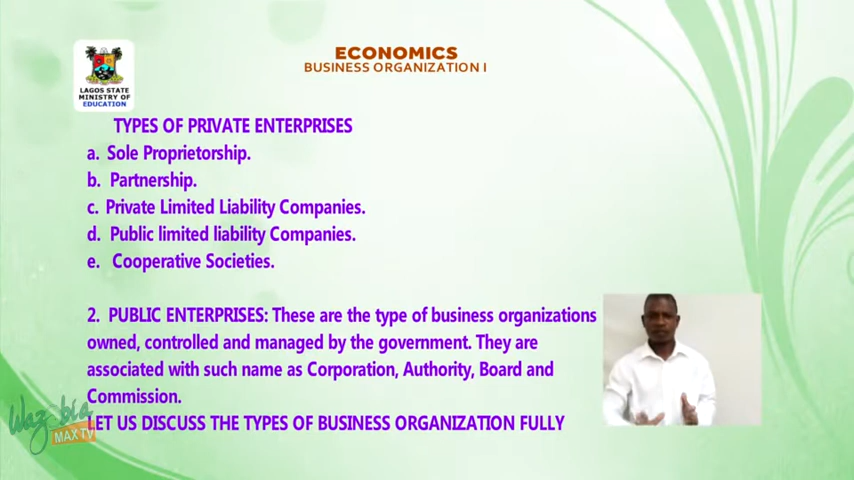 ECONOMICS
BUSINESS ORGANIZATION I
LAGOS STATE
MINISTRY OF
EDUCATION
TYPES OF PRIVATE ENTERPRISES
a. Sole Proprietorship.
b. Partnership.
c. Private Limited Liability Companies.
d. Public limited liability Companies.
e. Cooperative Societies.
2. PUBLIC ENTERPRISES: These are the type of business organizations
owned, controlled and managed by the government. They are
associated with such name as Corporation, Authority, Board and
Commission.
LET US DISCUSS THE TYPES OF BUSINESS ORGANIZATION FULLY
Wazobia
MAX TV